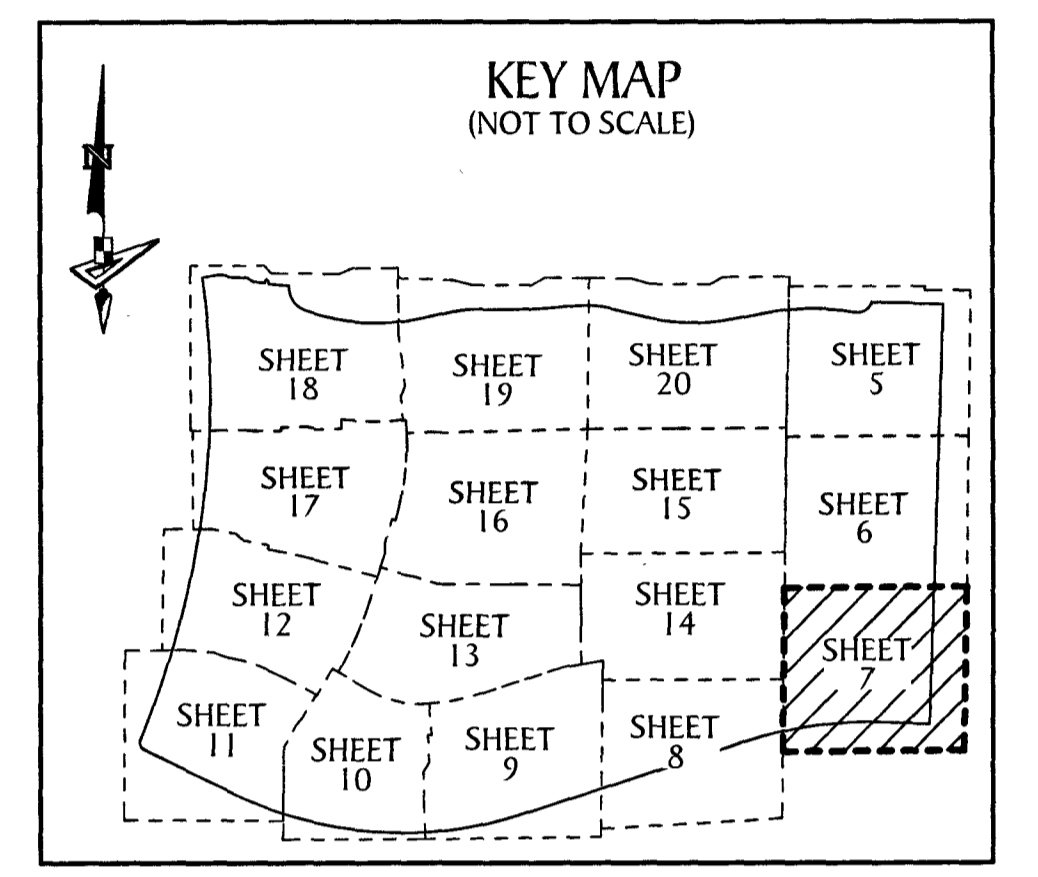 KEY MAP
(NOT TO SCALE)
N
SHEET
18
SHEET
19
SHEET
20
SHEET
5
SHEET
17
SHEET
16
SHEET
15
SHEET
6
SHEET
12
SHEET
13
SHEET
14
SHEET
7
SHEET
11
SHEET
10
SHEET
9
SHEET
8